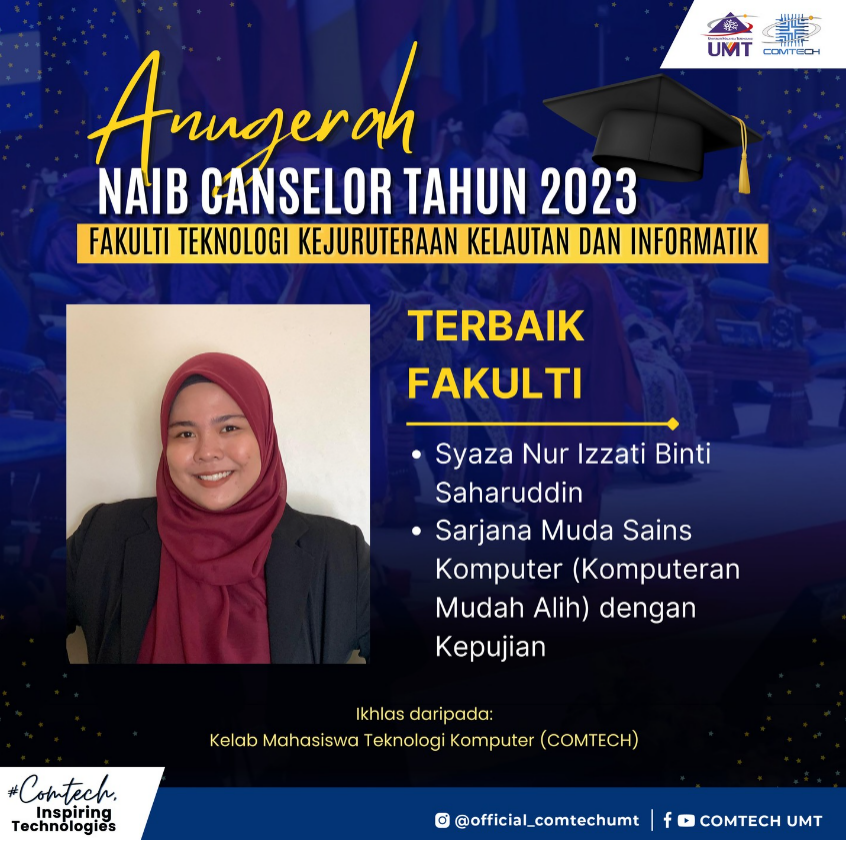 UMT
COMTECH
Anugerah
NAIB CANSELOR TAHUN 2023
FAKULTI TEKNOLOGI KEJURUTERAAN KELAUTAN DAN INFORMATIK
TERBAIK
FAKULTI
• Syaza Nur Izzati Binti
Saharuddin
• Sarjana Muda Sains
Komputer (Komputeran
Mudah Alih) dengan
Kepujian
Ikhlas daripada:
Kelab Mahasiswa Teknologi Komputer (COMTECH)
#Comtech,
Inspiring
Technologies
@official_comtechumt
COMTECH UMT